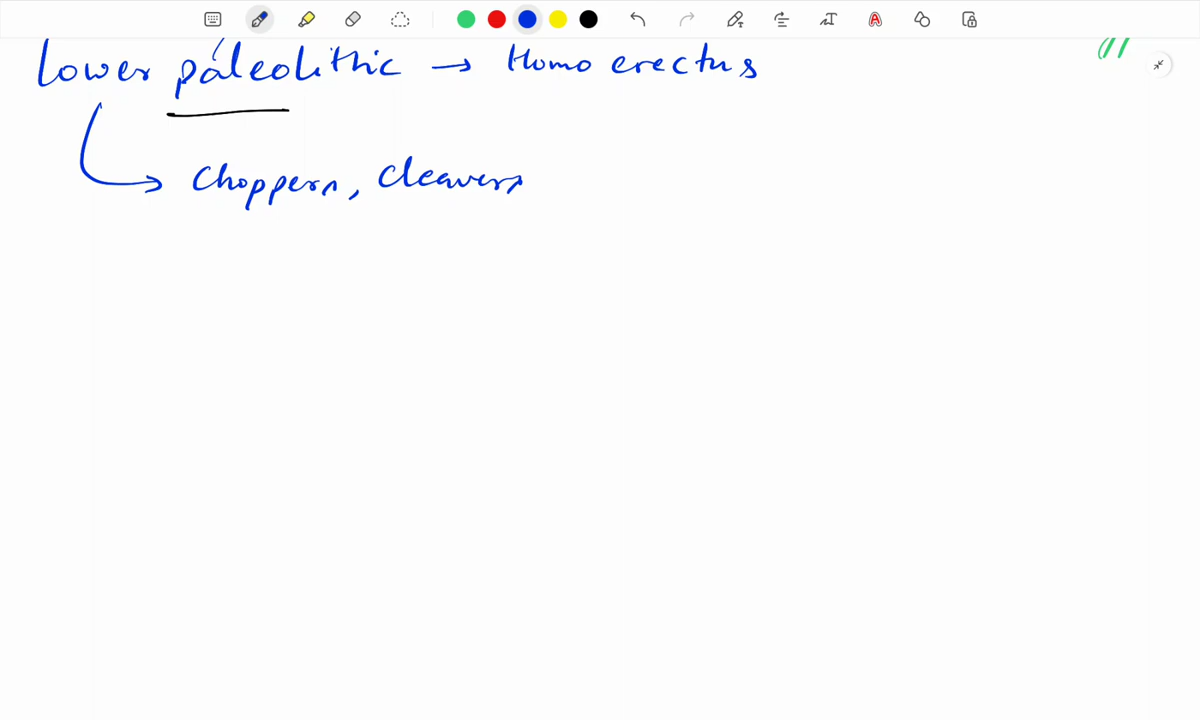 Lower paleolithic → Homo erectus
→ Choppers, Cleavers